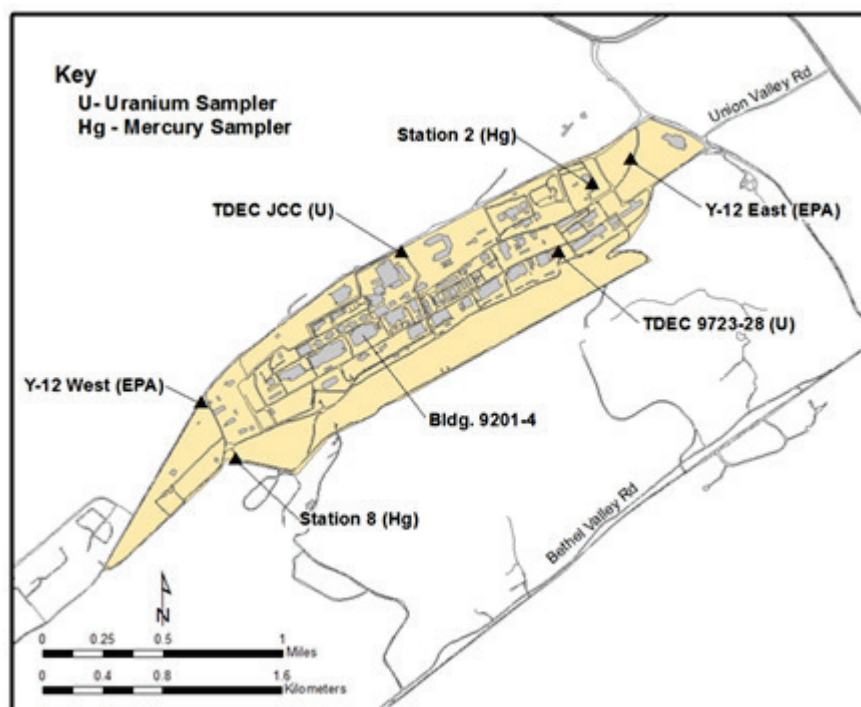 Key
U- Uranium Sampler
Hg - Mercury Sampler
Union Valley Rd
Station 2 (Hg)
TDEC JCC (U)
Y-12 East (EPA)
TDEC 9723-28 (U)
Y-12 West (EPA)
Bldg. 9201-4
Station 8 (Hg)
Bethel Valley Rd
N
0 0.25 0.5 1
Miles
0 0.4 0.8 1.6
Kilometers